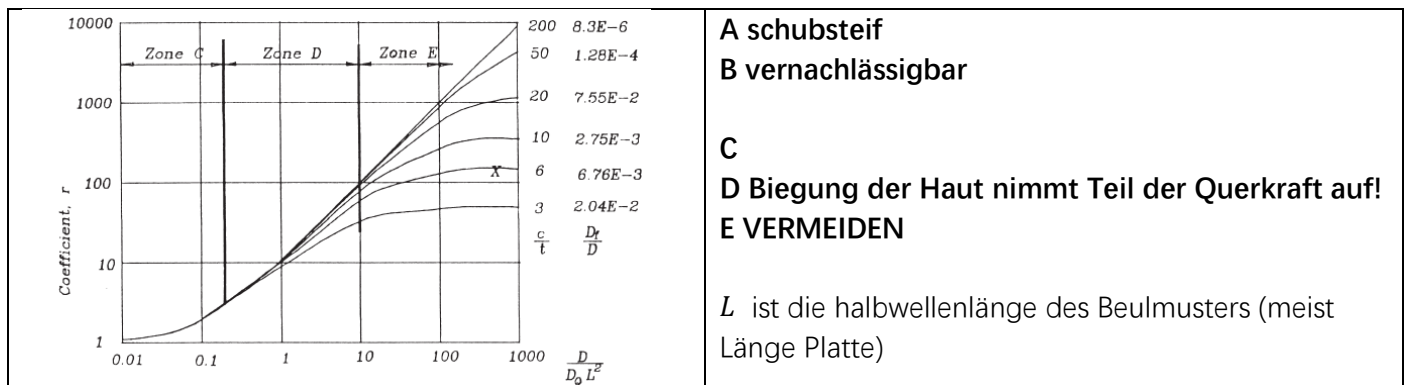 10000
1000
100
10
1
Coefficient, r
Zone C
Zone D
Zone E
200 8.3E-6
50 1.28E-4
20 7.55E-2
10 2.75E-3
X
6 6.76E-3
3 2.04E-2
c/t Df/D
0.01 0.1 1 10 100 1000
D/(D_Q L²)
A schubsteif
B vernachlässigbar
C
D Biegung der Haut nimmt Teil der Querkraft auf!
E VERMEIDEN
L ist die halbwellenlänge des Beulmusters (meist
Länge Platte)